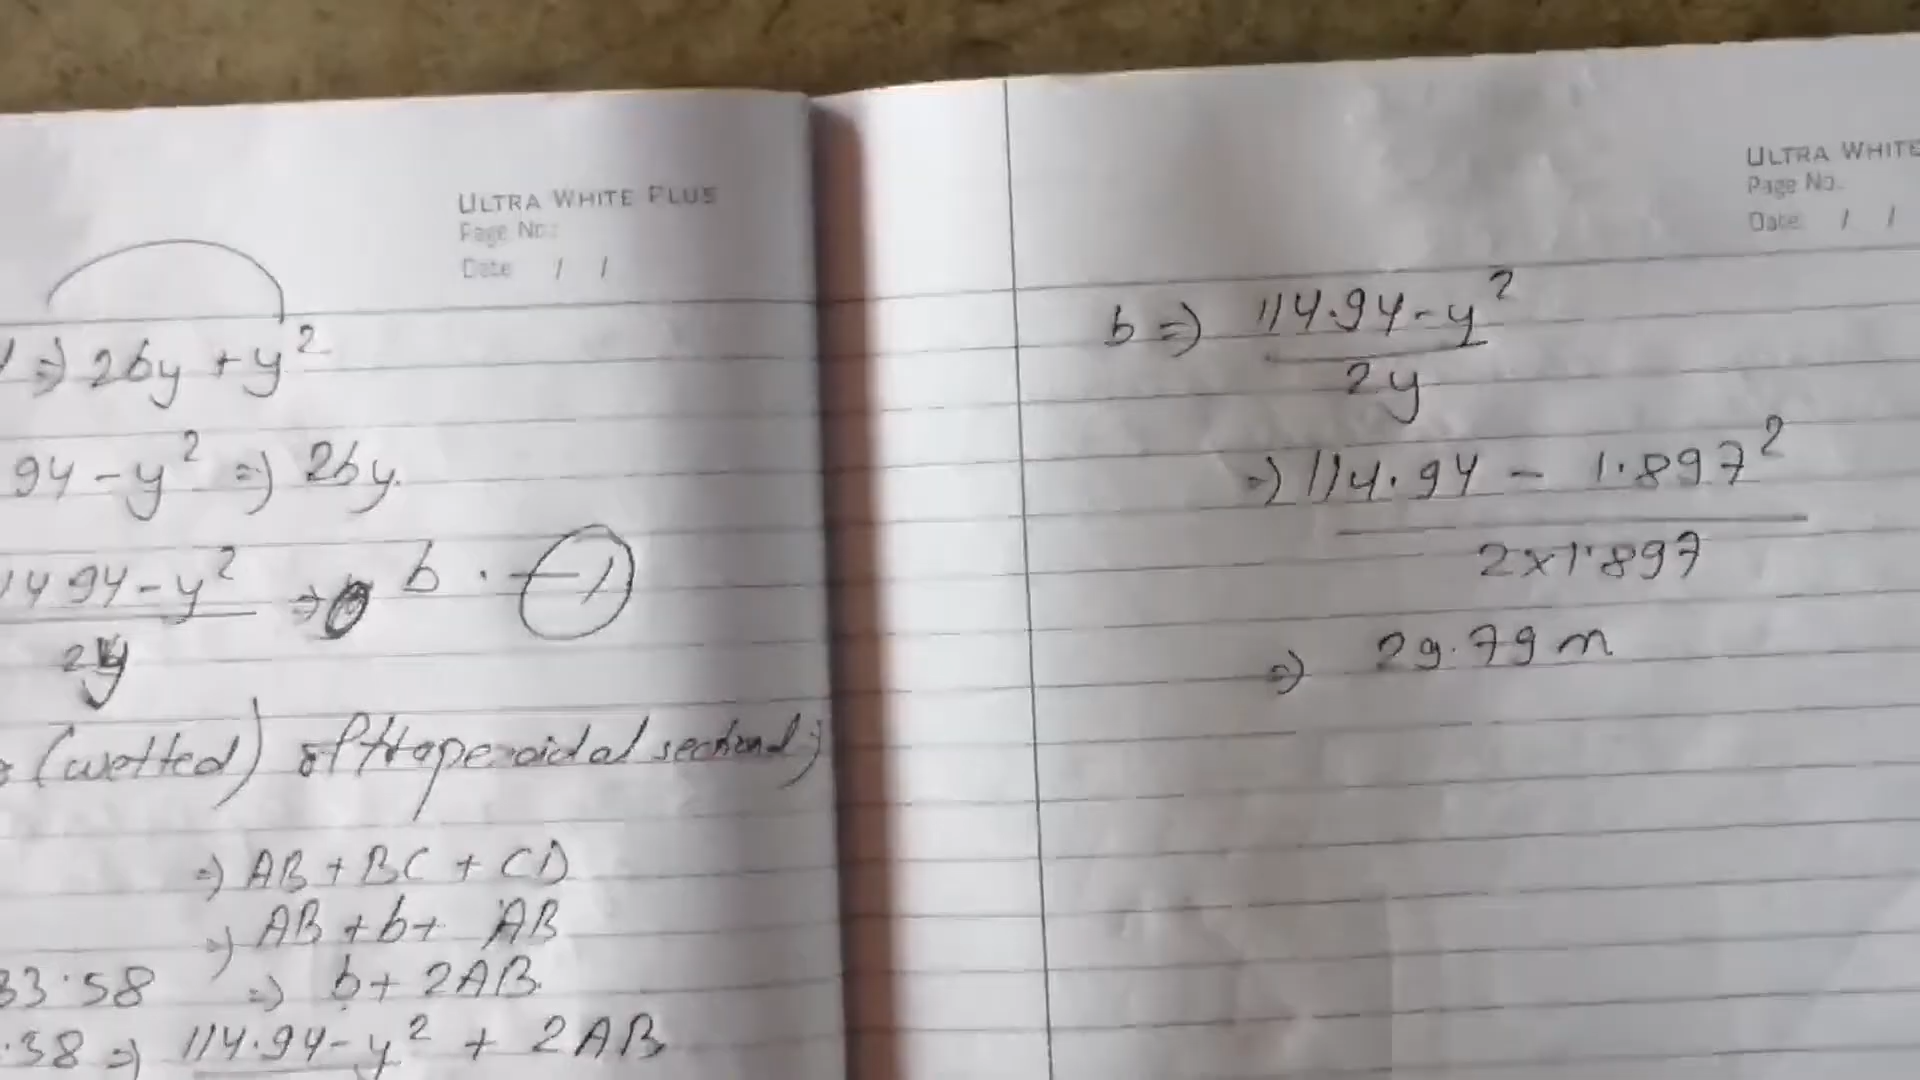 ULTRA WHITE PLUS
Page No.:
Date / /
⇒ 2by + y²
94 - y² ⇒ 2by.
14 94 - y² / 2y ⇒ b . — 1
(wetted) of trapezoidal sectional ;
⇒ AB + BC + CD
⇒ AB + b + AB
33.58 ⇒ b + 2AB
.38 ⇒ 114.94 - y² + 2AB
ULTRA WHITE
Page No.
Date / /
b ⇒ 114.94 - y² / 2y
⇒ 114.94 - 1.897² / 2×1.897
⇒ 29.79 m